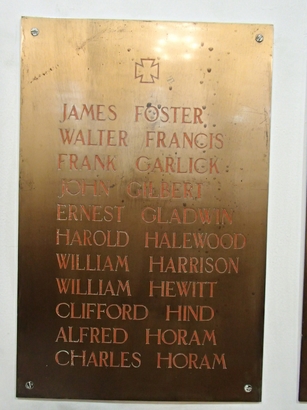 JAMES FOSTER
WALTER FRANCIS
FRANK GARLICK
JOHN GILBERT
ERNEST GLADWIN
HAROLD HALEWOOD
WILLIAM HARRISON
WILLIAM HEWITT
CLIFFORD HIND
ALFRED HORAM
CHARLES HORAM